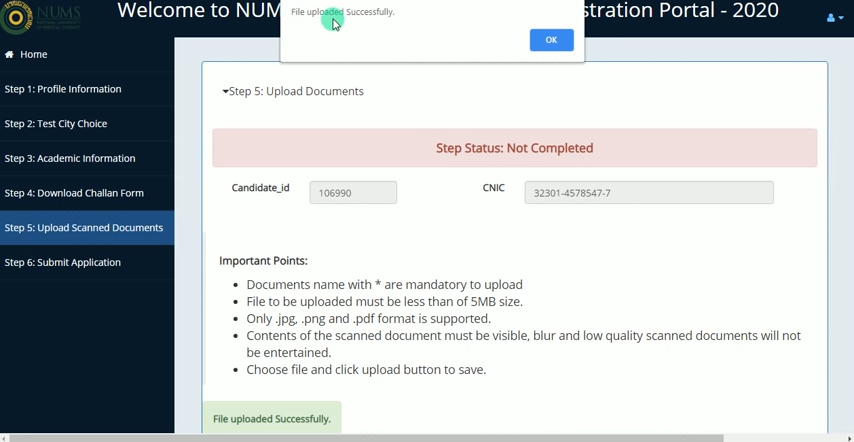 NUMS
Welcome to NUM
stration Portal - 2020
File uploaded Successfully.
OK
Home
Step 1: Profile Information
Step 2: Test City Choice
Step 3: Academic Information
Step 4: Download Challan Form
Step 5: Upload Scanned Documents
Step 6: Submit Application
Step 5: Upload Documents
Step Status: Not Completed
Candidate_id 106990 CNIC 32301-4578547-7
Important Points:
Documents name with * are mandatory to upload
File to be uploaded must be less than of 5MB size.
Only .jpg, .png and .pdf format is supported.
Contents of the scanned document must be visible, blur and low quality scanned documents will not
be entertained.
Choose file and click upload button to save.
File uploaded Successfully.